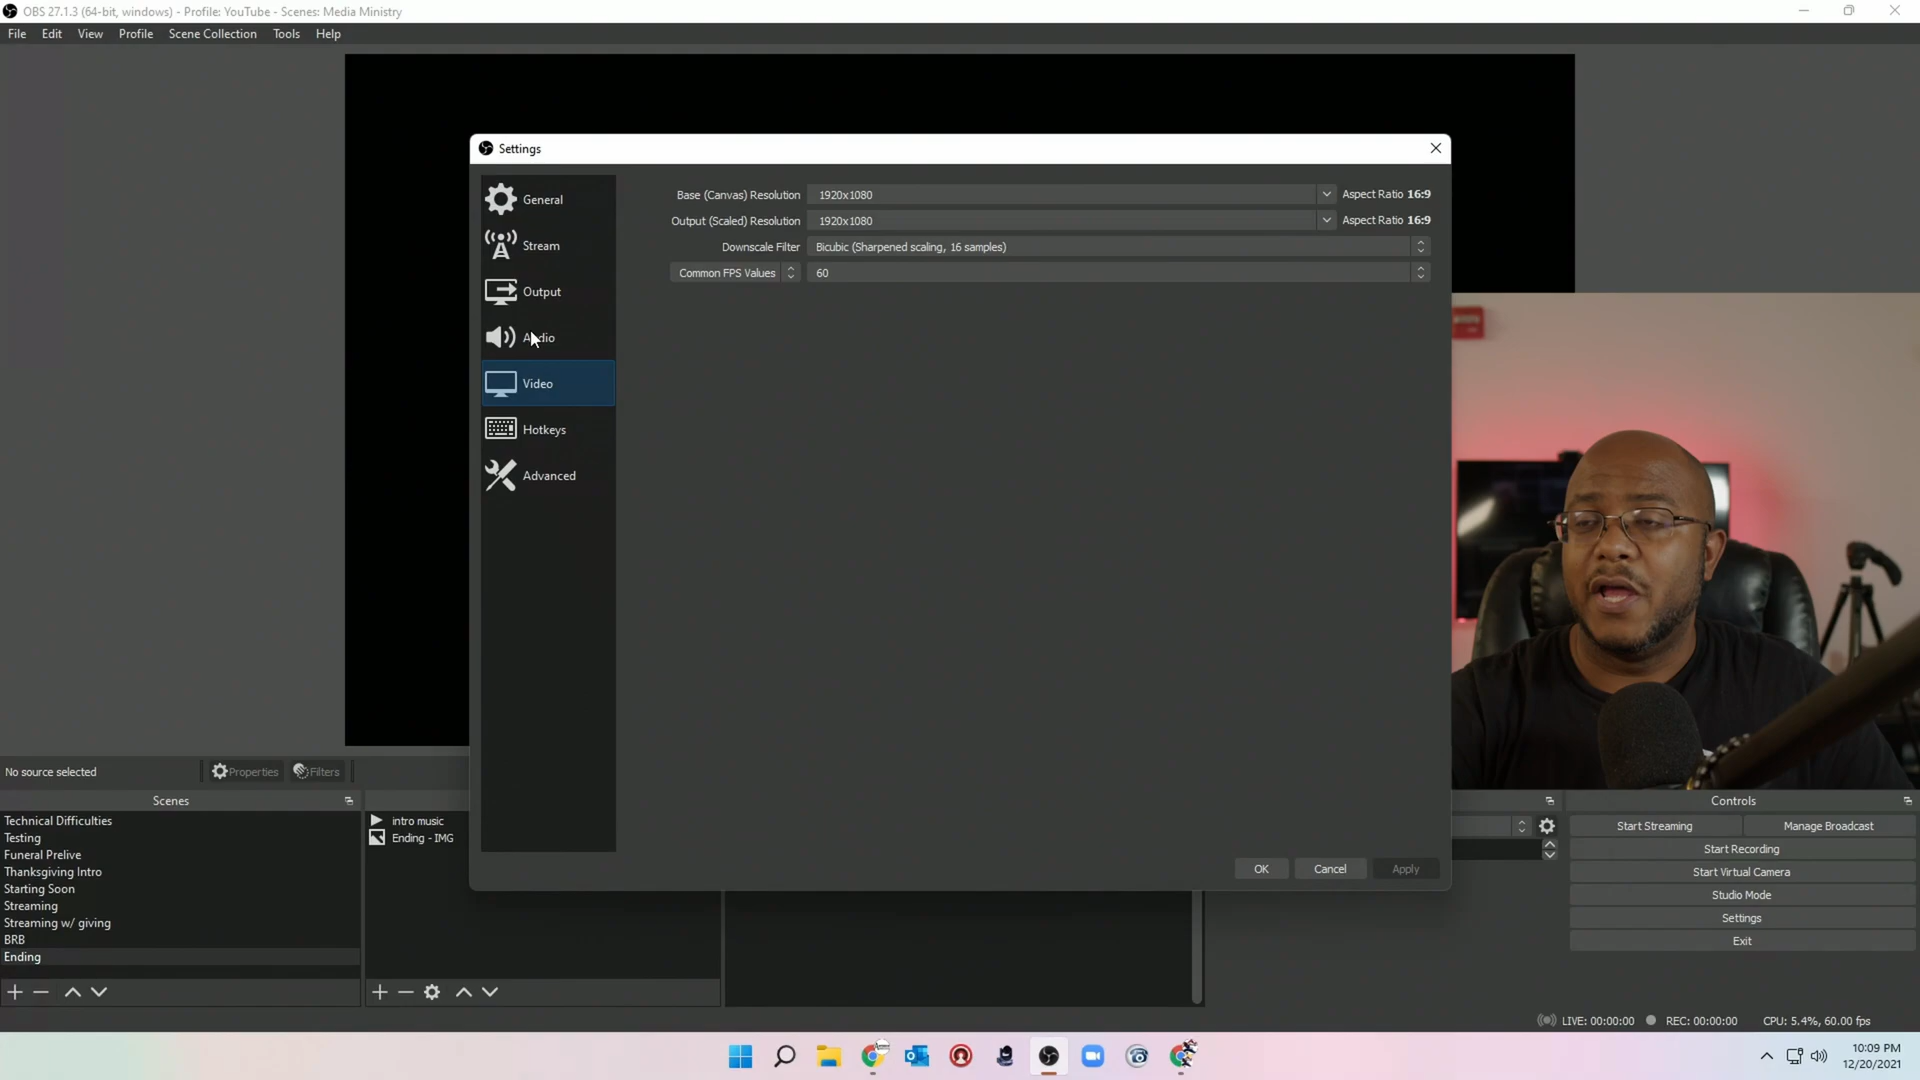 OBS 27.1.3 (64-bit, windows) - Profile: YouTube - Scenes: Media Ministry
File Edit View Profile Scene Collection Tools Help
Settings
General
Stream
Output
Audio
Video
Hotkeys
Advanced
Base (Canvas) Resolution 1920x1080 Aspect Ratio 16:9
Output (Scaled) Resolution 1920x1080 Aspect Ratio 16:9
Downscale Filter Bicubic (Sharpened scaling, 16 samples)
Common FPS Values 60
OK Cancel Apply
No source selected Properties Filters
Scenes
Technical Difficulties
Testing
Funeral Prelive
Thanksgiving Intro
Starting Soon
Streaming
Streaming w/ giving
BRB
Ending
intro music
Ending - IMG
Controls
Start Streaming Manage Broadcast
Start Recording
Start Virtual Camera
Studio Mode
Settings
Exit
LIVE: 00:00:00 REC: 00:00:00 CPU: 5.4%, 60.00 fps
10:09 PM
12/20/2021